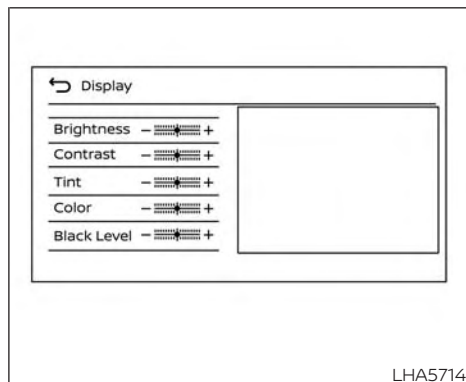 Display
Brightness - +
Contrast - +
Tint - +
Color - +
Black Level - +
LHA5714